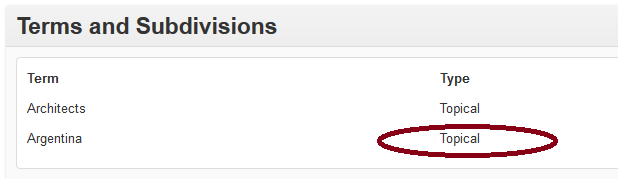 Terms and Subdivisions
Term Type
Architects Topical
Argentina Topical